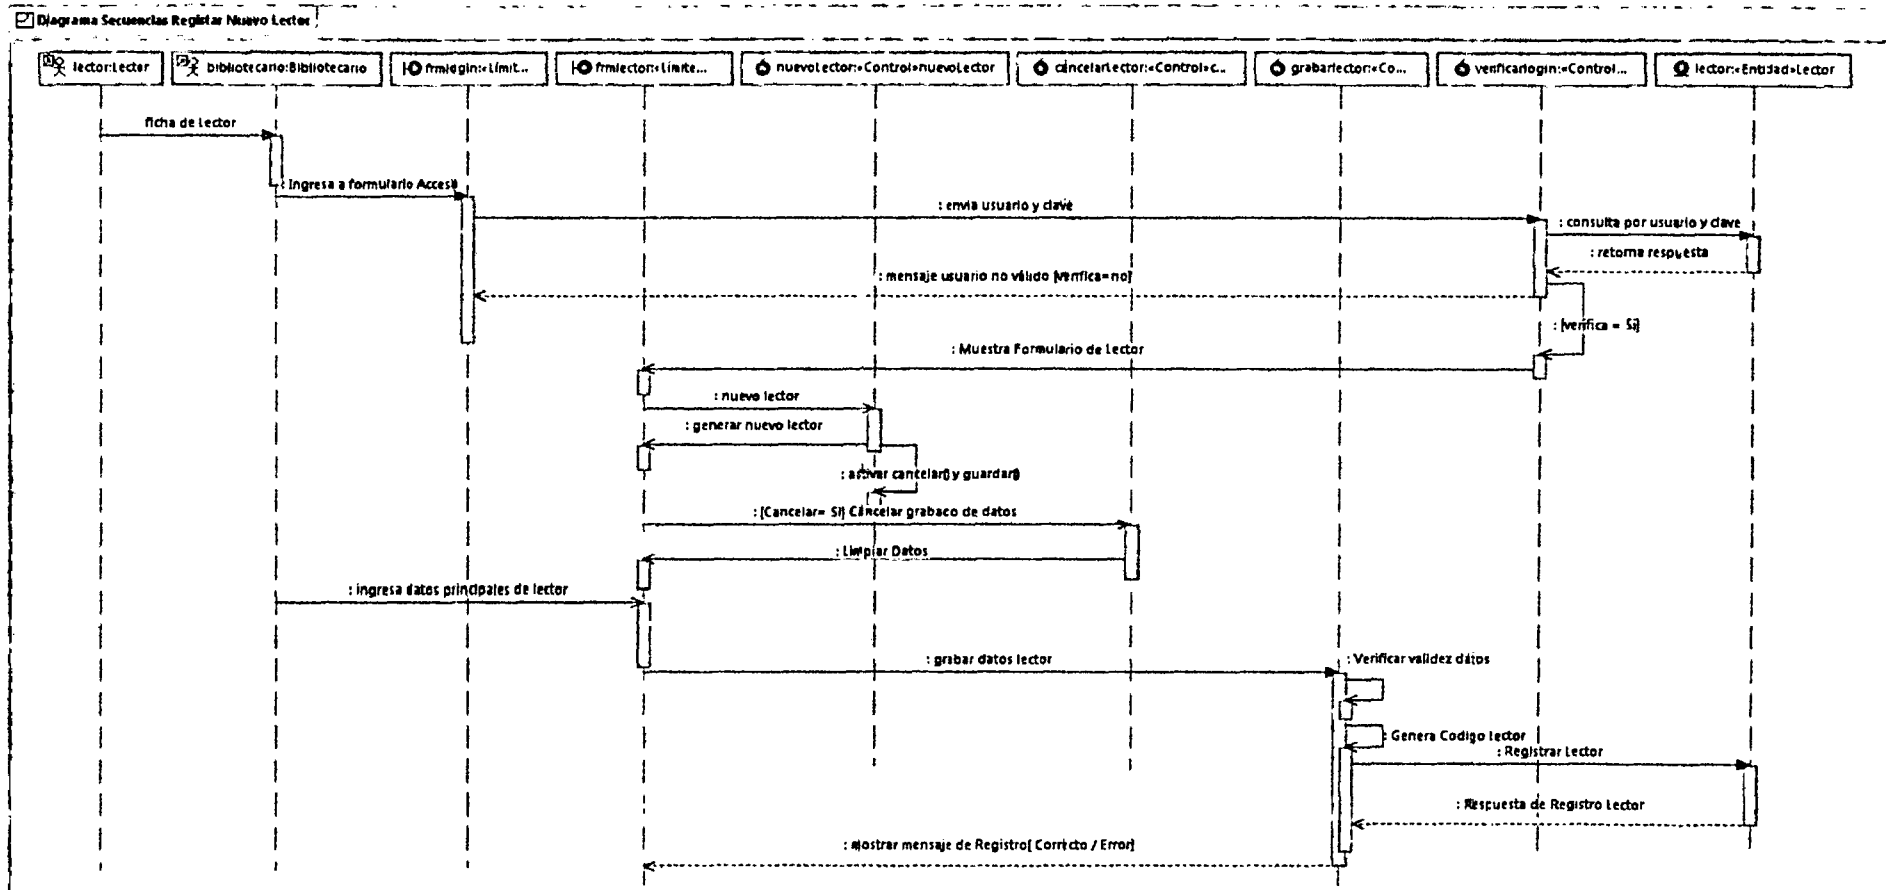 Diagrama Secuencias Registar Nuevo Lector
lector:Lector
bibliotecario:Bibliotecario
frmlogin:«Límit...
frmlector:«Límite...
nuevoLector:«Control»nuevoLector
cancelarLector:«Control»c...
grabarlector:«Co...
verificarlogin:«Control...
lector:«Entidad»Lector
ficha de lector
: Ingresa a formulario Acceso
: envia usuario y clave
: consulta por usuario y clave
: retorna respuesta
: mensaje usuario no válido [Verifica=no]
: [verifica = Si]
: Muestra Formulario de Lector
: nuevo lector
: generar nuevo lector
: activar cancelar() y guardar()
: [Cancelar= Si] Cancelar grabaco de datos
: Limpiar Datos
: ingresa datos principales de lector
: grabar datos lector
: Verificar validez datos
: Genera Codigo lector
: Registrar Lector
: Respuesta de Registro Lector
: mostrar mensaje de Registro[ Correcto / Error]